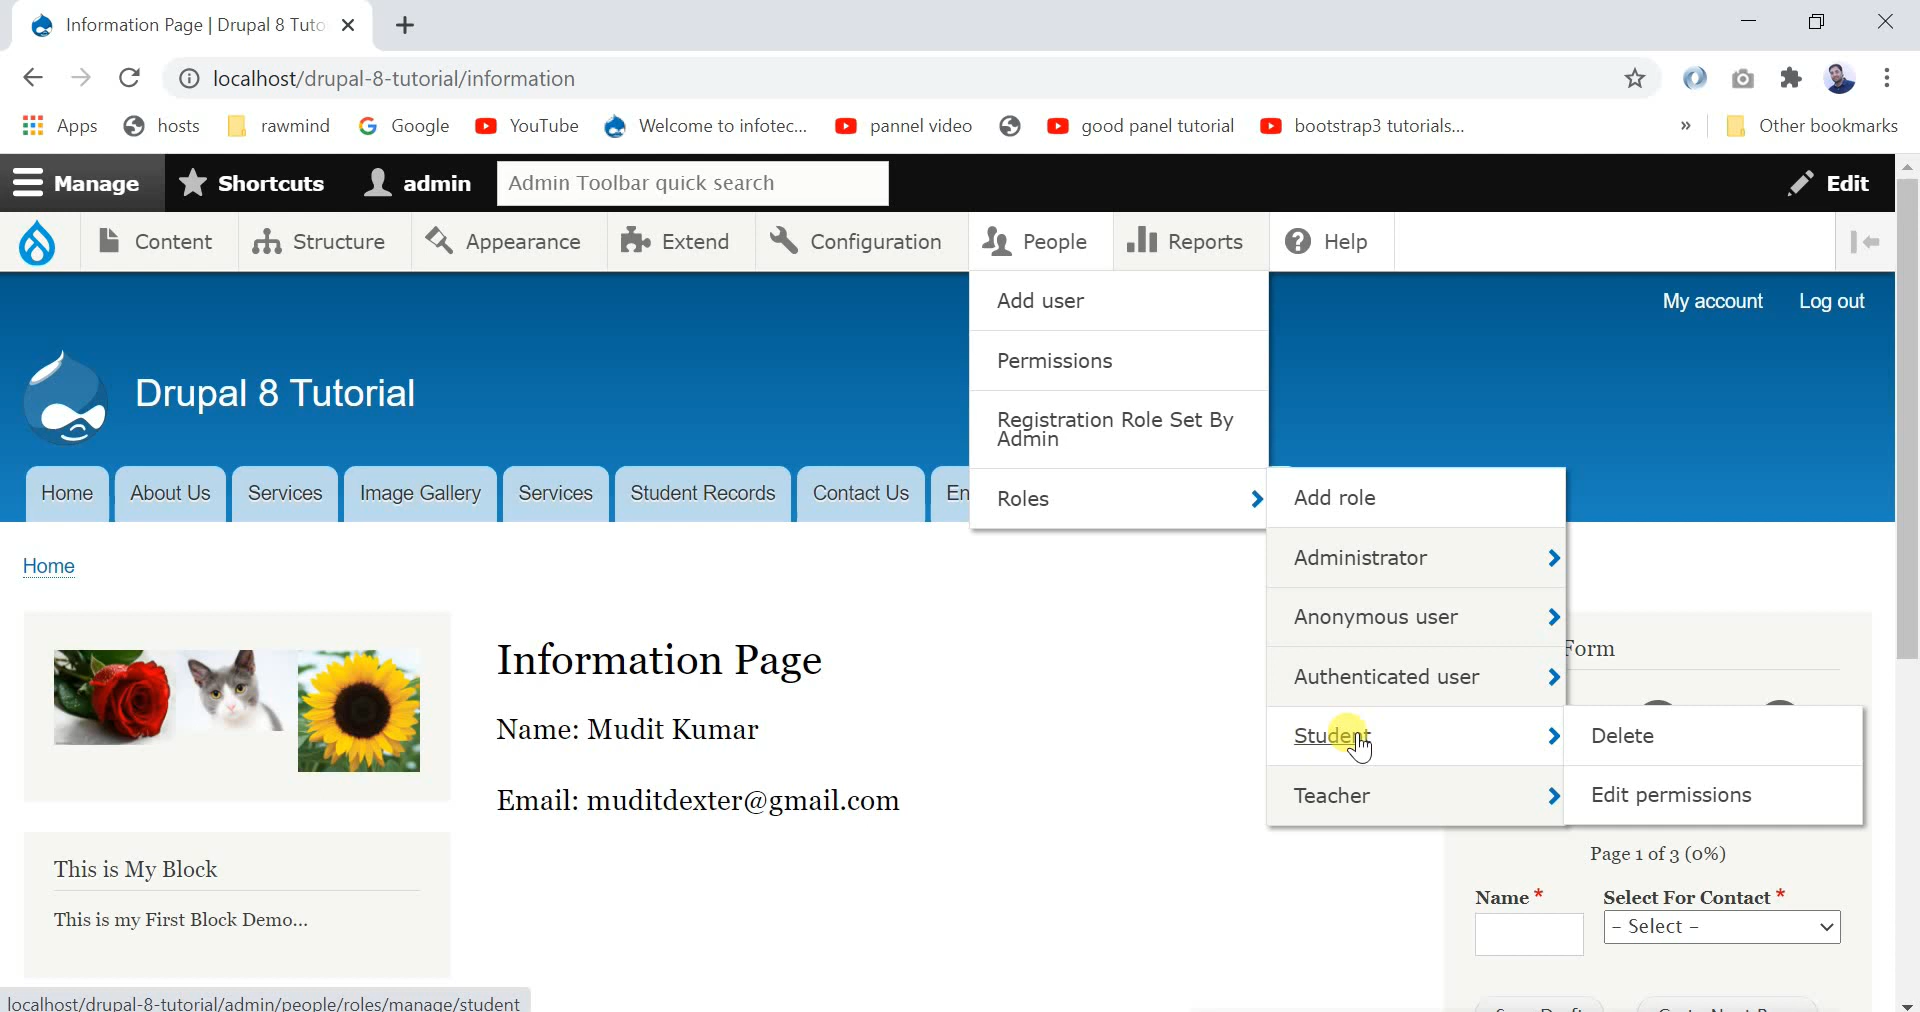 Information Page | Drupal 8 Tuto
localhost/drupal-8-tutorial/information
Apps hosts rawmind Google YouTube Welcome to infotec... pannel video good panel tutorial bootstrap3 tutorials... » Other bookmarks
Manage Shortcuts admin Admin Toolbar quick search Edit
Content Structure Appearance Extend Configuration People Reports Help
Add user
My account Log out
Permissions
Drupal 8 Tutorial
Registration Role Set By
Admin
Home About Us Services Image Gallery Services Student Records Contact Us En
Roles
Add role
Home
Administrator
Anonymous user
Form
Information Page
Authenticated user
Name: Mudit Kumar
Student
Delete
Email: muditdexter@gmail.com
Teacher
Edit permissions
Page 1 of 3 (0%)
This is My Block
Name * Select For Contact *
This is my First Block Demo...
- Select -
localhost/drupal-8-tutorial/admin/people/roles/manage/student